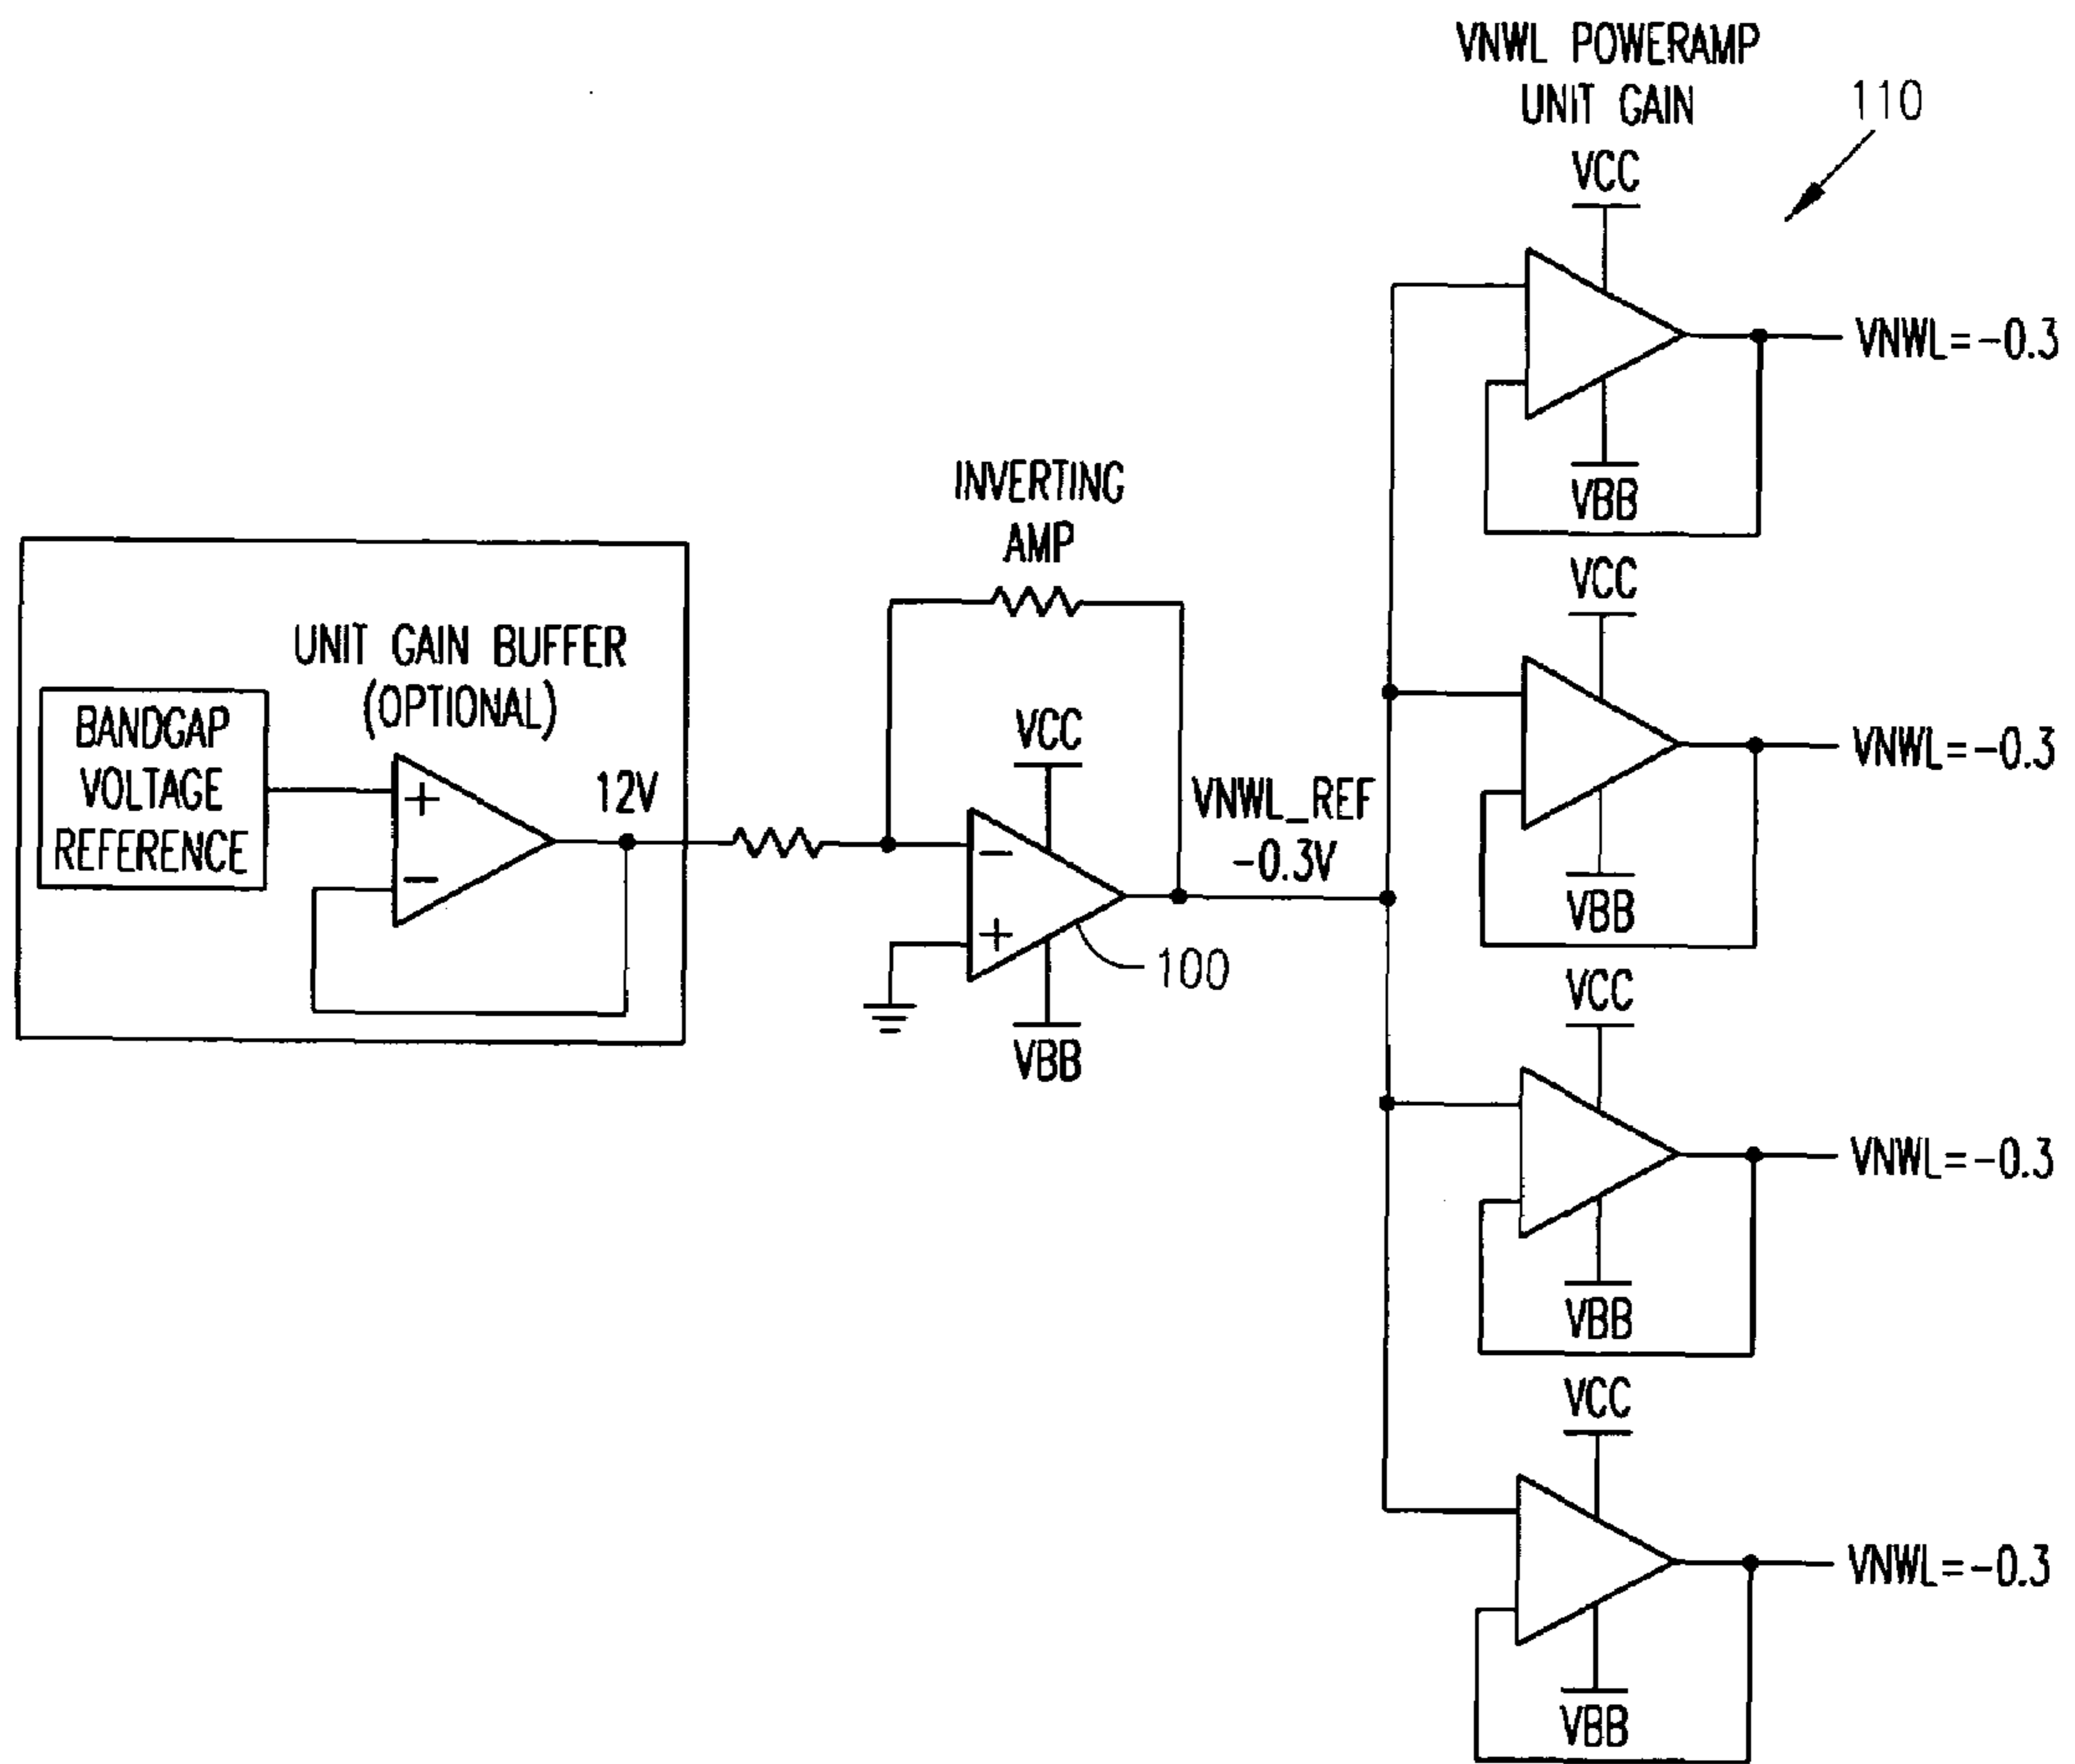 VNWL POWERAMP
UNIT GAIN
110
VCC
VNWL=-0.3
VBB
INVERTING
AMP
VCC
UNIT GAIN BUFFER
(OPTIONAL)
BANDGAP
VOLTAGE
REFERENCE
+
-
12V
VCC
-
+
VNWL_REF
-0.3V
100
VBB
VNWL=-0.3
VBB
VCC
VNWL=-0.3
VBB
VCC
VNWL=-0.3
VBB